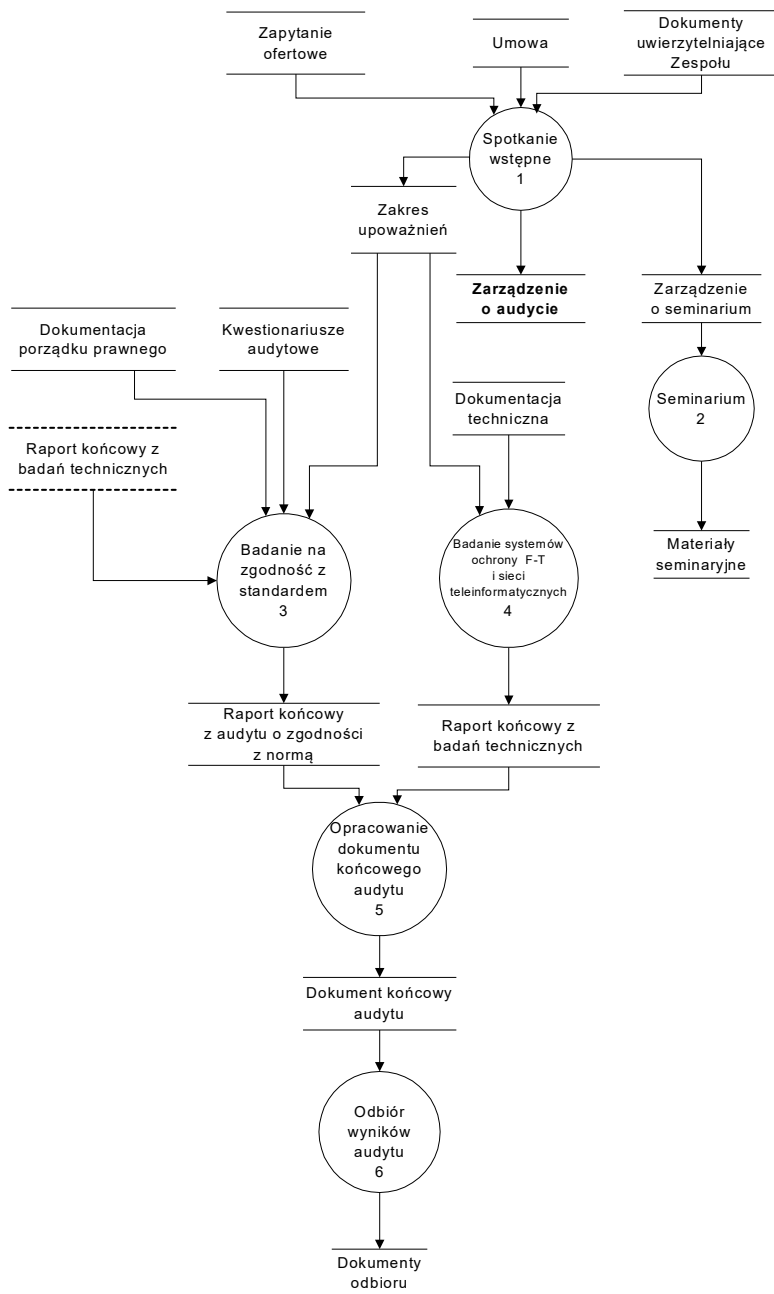 Zapytanie
ofertowe
Umowa
Dokumenty
uwierzytelniające
Zespołu
Spotkanie
wstępne
1
Zakres
upoważnień
Zarządzenie
o audycie
Zarządzenie
o seminarium
Dokumentacja
porządku prawnego
Kwestionariusze
audytowe
Dokumentacja
techniczna
Seminarium
2
Raport końcowy z
badań technicznych
Materiały
seminaryjne
Badanie na
zgodność z
standardem
3
Badanie systemów
ochrony F-T
i sieci
teleinformatycznych
4
Raport końcowy
z audytu o zgodności
z normą
Raport końcowy z
badań technicznych
Opracowanie
dokumentu
końcowego
audytu
5
Dokument końcowy
audytu
Odbiór
wyników
audytu
6
Dokumenty
odbioru